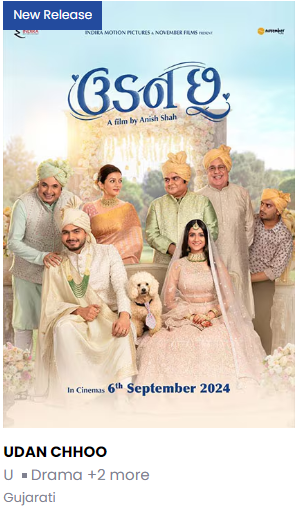 New Release
INDIRA MOTION PICTURES & NOVEMBER FILMS PRESENT
ઉડન છૂ
A film by Anish Shah
In Cinemas 6th September 2024
UDAN CHHOO
U ▪ Drama +2 more
Gujarati